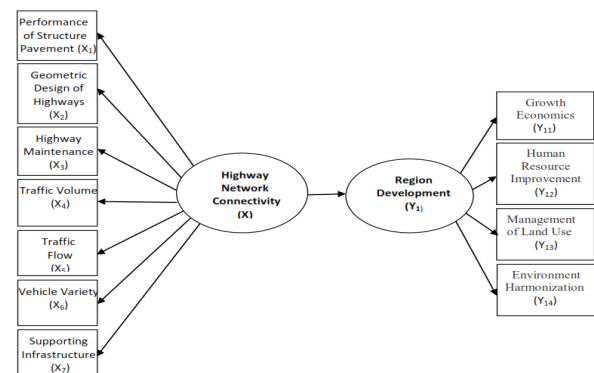 Performance
of Structure
Pavement (X1)
Geometric
Design of
Highways
(X2)
Highway
Maintenance
(X3)
Traffic Volume
(X4)
Traffic
Flow
(X5)
Vehicle Variety
(X6)
Supporting
Infrastructure
(X7)
Highway
Network
Connectivity
(X)
Region
Development
(Y1)
Growth
Economics
(Y11)
Human
Resource
Improvement
(Y12)
Management
of Land Use
(Y13)
Environment
Harmonization
(Y14)